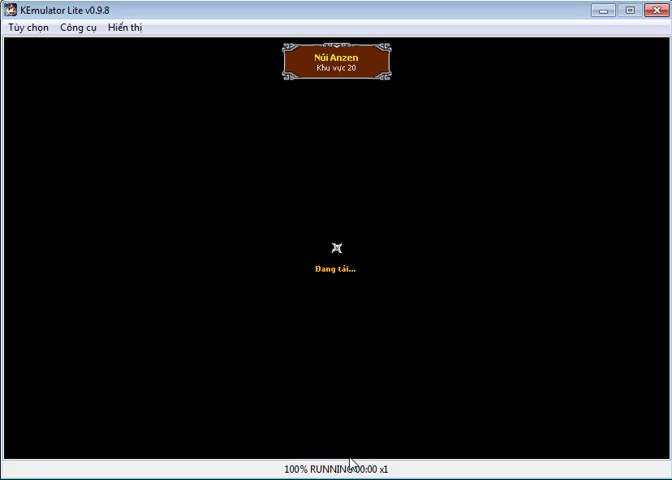 KEmulator Lite v0.9.8
Tùy chọn Công cụ Hiển thị
Núi Anzen
Khu vực 20
Đang tải...
100% RUNNING 00:00 x1